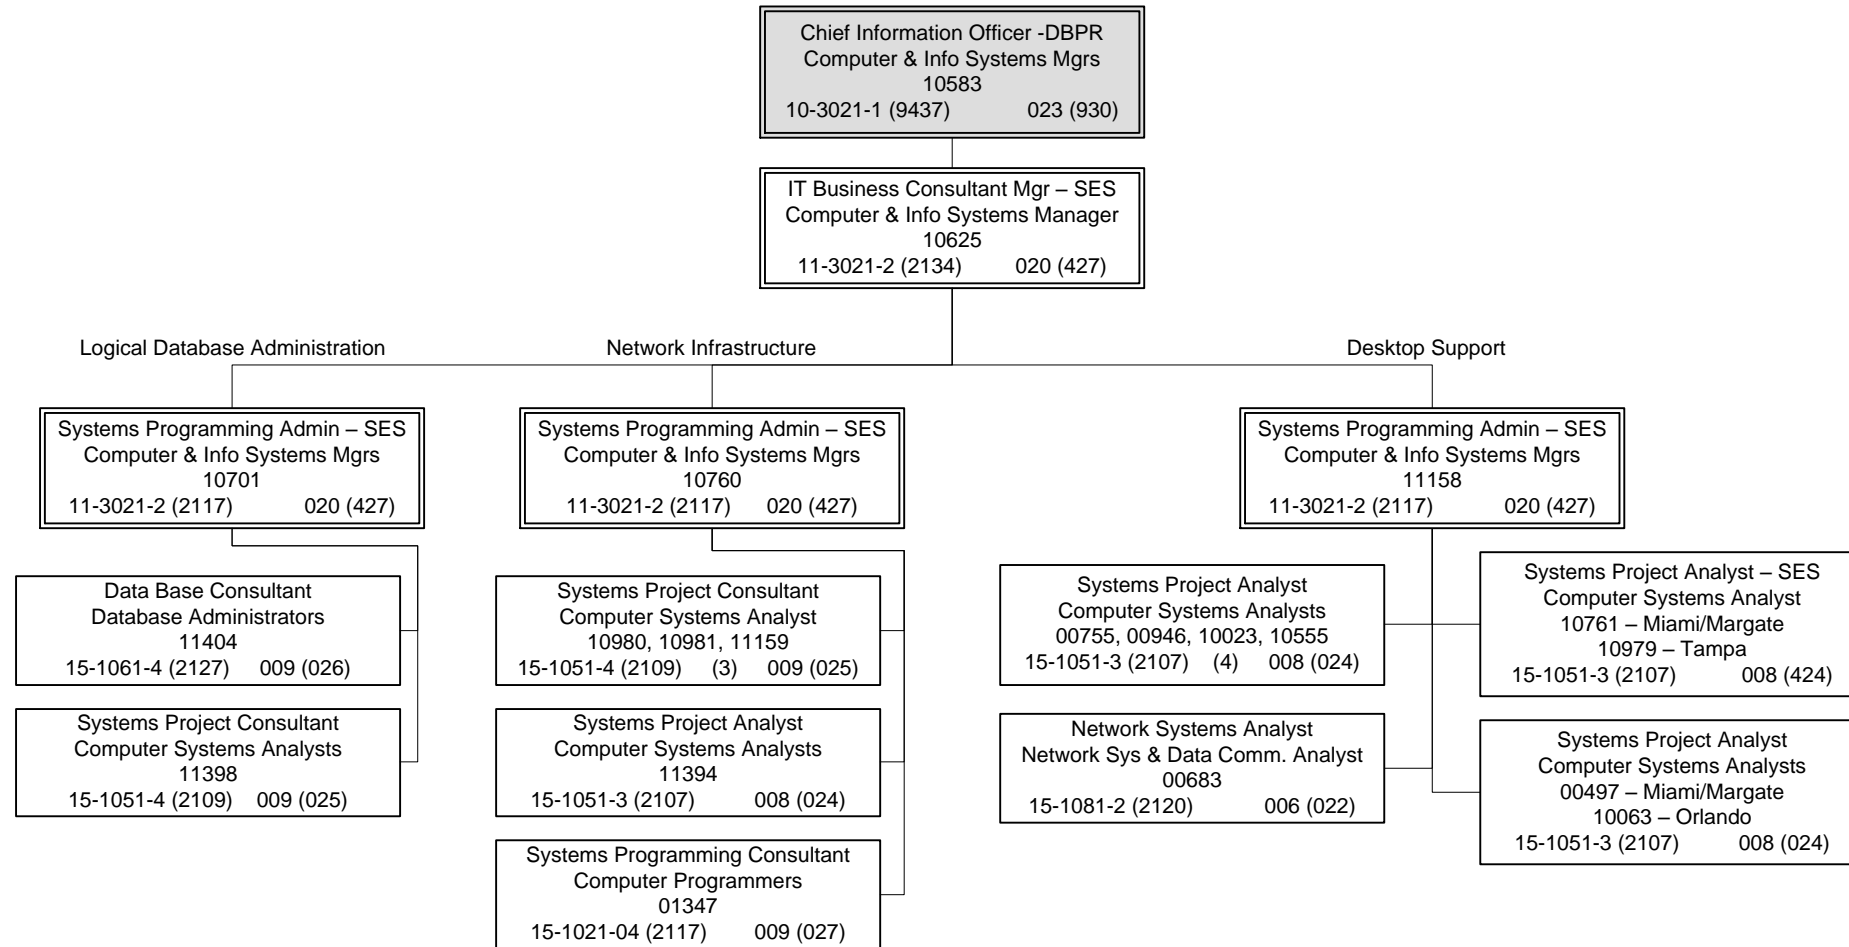 Chief Information Officer -DBPR
Computer & Info Systems Mgrs
10583
10-3021-1 (9437) 023 (930)
IT Business Consultant Mgr – SES
Computer & Info Systems Manager
10625
11-3021-2 (2134) 020 (427)
Logical Database Administration
Network Infrastructure
Desktop Support
Systems Programming Admin – SES
Computer & Info Systems Mgrs
10701
11-3021-2 (2117) 020 (427)
Systems Programming Admin – SES
Computer & Info Systems Mgrs
10760
11-3021-2 (2117) 020 (427)
Systems Programming Admin – SES
Computer & Info Systems Mgrs
11158
11-3021-2 (2117) 020 (427)
Data Base Consultant
Database Administrators
11404
15-1061-4 (2127) 009 (026)
Systems Project Consultant
Computer Systems Analysts
11398
15-1051-4 (2109) 009 (025)
Systems Project Consultant
Computer Systems Analyst
10980, 10981, 11159
15-1051-4 (2109) (3) 009 (025)
Systems Project Analyst
Computer Systems Analysts
11394
15-1051-3 (2107) 008 (024)
Systems Programming Consultant
Computer Programmers
01347
15-1021-04 (2117) 009 (027)
Systems Project Analyst
Computer Systems Analysts
00755, 00946, 10023, 10555
15-1051-3 (2107) (4) 008 (024)
Network Systems Analyst
Network Sys & Data Comm. Analyst
00683
15-1081-2 (2120) 006 (022)
Systems Project Analyst – SES
Computer Systems Analyst
10761 – Miami/Margate
10979 – Tampa
15-1051-3 (2107) 008 (424)
Systems Project Analyst
Computer Systems Analysts
00497 – Miami/Margate
10063 – Orlando
15-1051-3 (2107) 008 (024)